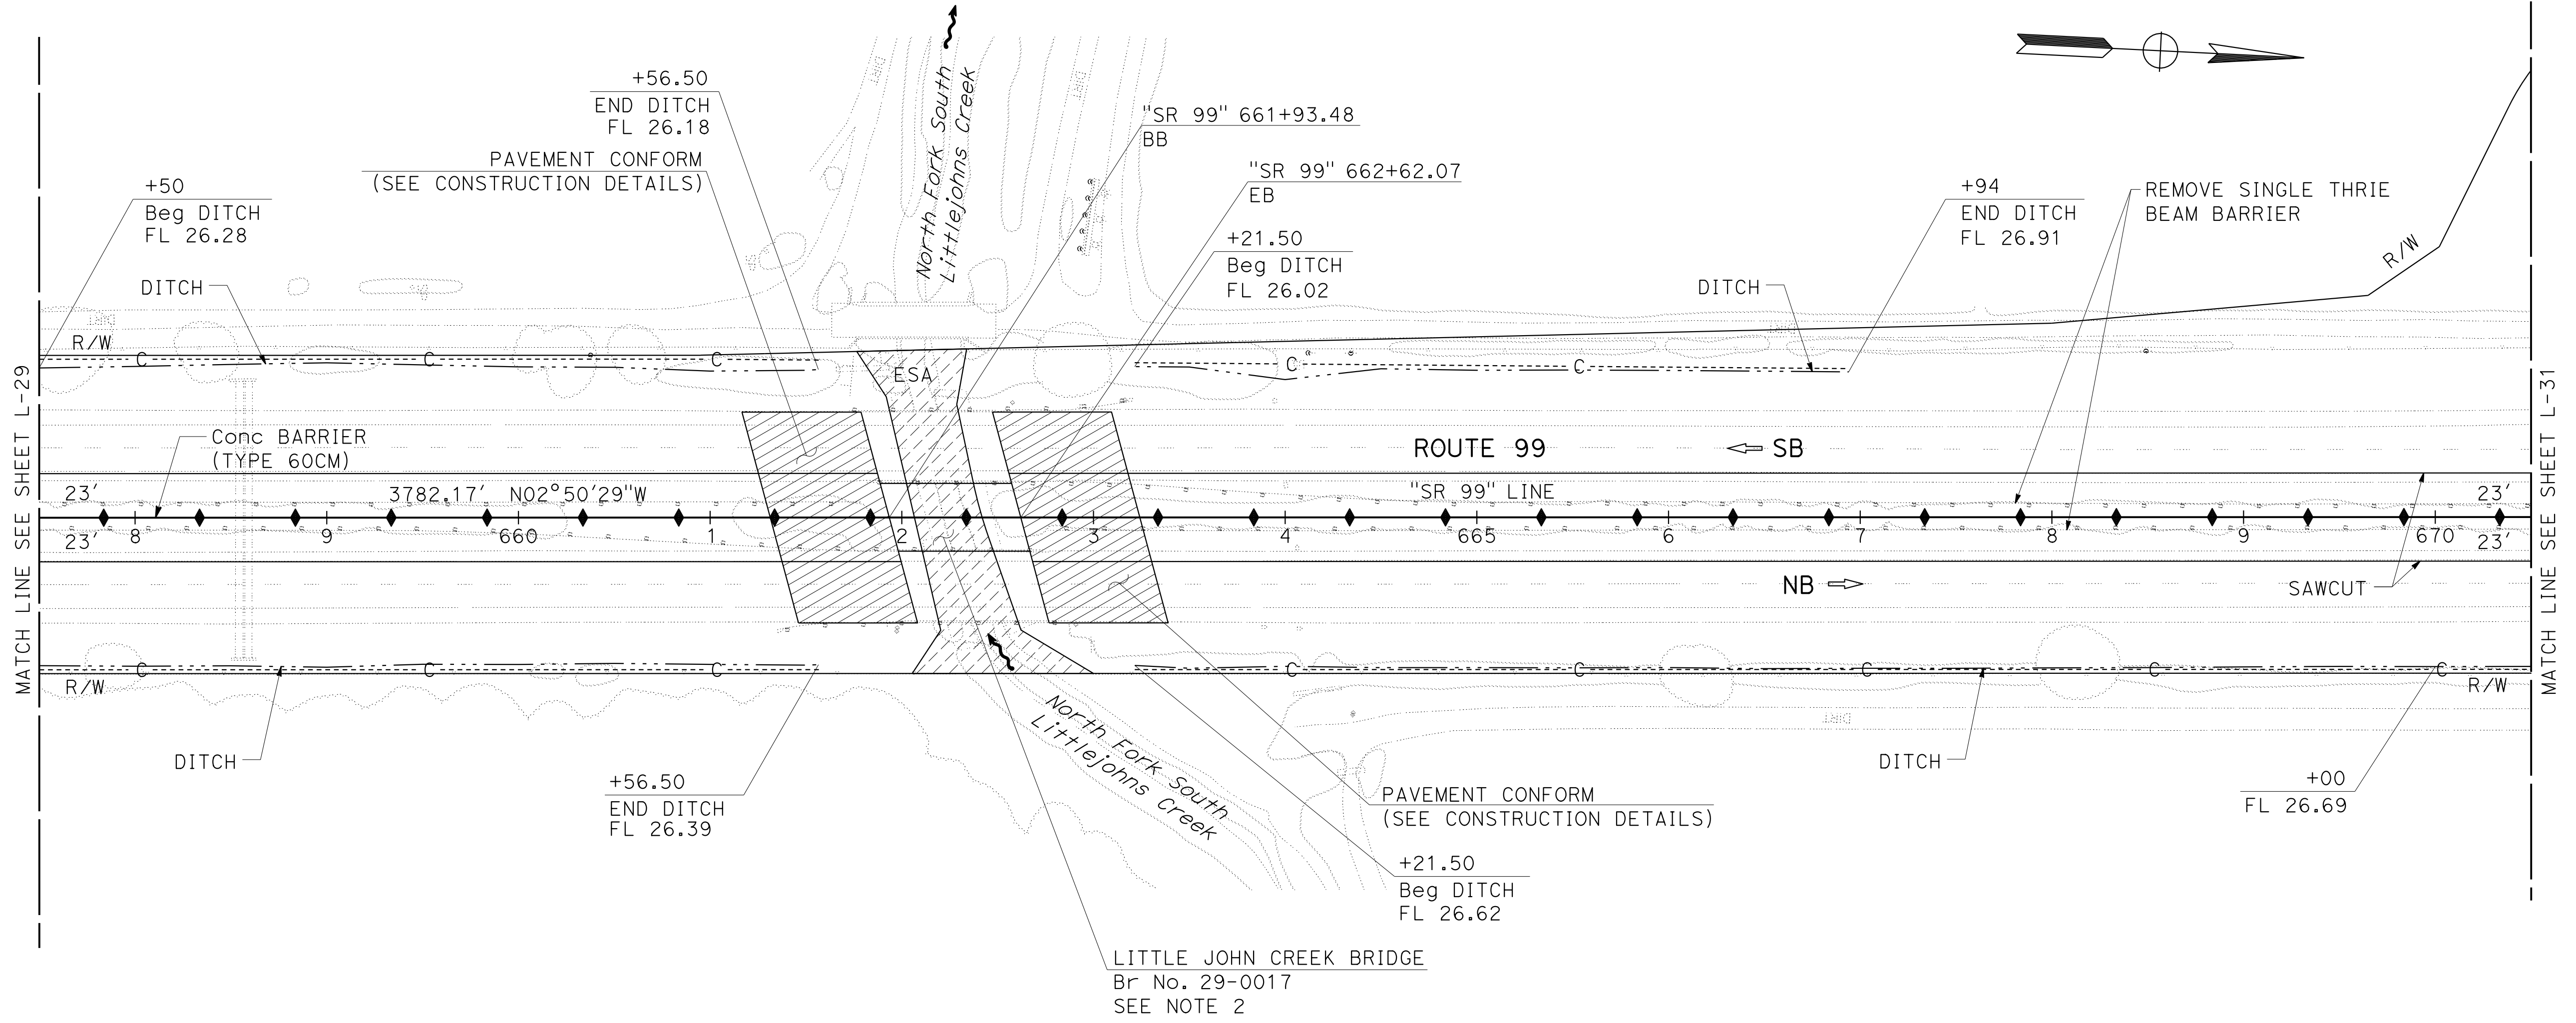 +56.50
END DITCH
FL 26.18
PAVEMENT CONFORM
(SEE CONSTRUCTION DETAILS)
+50
Beg DITCH
FL 26.28
DITCH
North Fork South
Littlejohns Creek
"SR 99" 661+93.48
BB
"SR 99" 662+62.07
EB
+21.50
Beg DITCH
FL 26.02
DITCH
+94
END DITCH
FL 26.91
REMOVE SINGLE THRIE
BEAM BARRIER
R/W
DIRT
DIRT
DIRT
DIRT
R/W
C C C C C
ESA
MATCH LINE SEE SHEET L-29
MATCH LINE SEE SHEET L-31
Conc BARRIER
(TYPE 60CM)
ROUTE 99
SB
23'
3782.17' N02°50'29"W
"SR 99" LINE
23'
8 9 660 1 2 3 4 665 6 7 8 9 670
23'
23'
NB
SAWCUT
C C C C C C C C
R/W
R/W
DITCH
North Fork South
Littlejohns Creek
DIRT
DITCH
+56.50
END DITCH
FL 26.39
PAVEMENT CONFORM
(SEE CONSTRUCTION DETAILS)
+00
FL 26.69
+21.50
Beg DITCH
FL 26.62
LITTLE JOHN CREEK BRIDGE
Br No. 29-0017
SEE NOTE 2